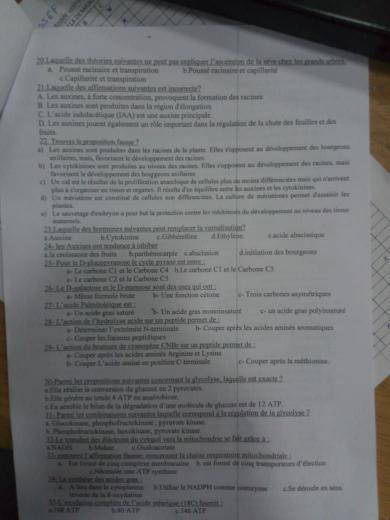 20.Laquelle des théories suivantes ne peut pas expliquer l'ascension de la sève chez les grands arbres.
a. Poussé racinaire et transpiration b.Poussé racinaire et capillarité
c.Capillarité et transpiration
21.Laquelle des affirmations suivantes est incorrecte?
A. Les auxines, à forte concentration, provoquent la formation des racines
B. Les auxines sont produites dans la région d'élongation.
C. L'acide indolacétique (IAA) est une auxine principale.
D. Les auxines jouent également un rôle important dans la régulation de la chute des feuilles et des
fruits.
22. Trouvez la proposition fausse ?
a) Les auxines sont produites dans les racines de la plante. Elles s'opposent au développement des bourgeons
axillaires, mais, favorisent le développement des racines.
b) Les cytokinines sont produites au niveau des racines. Elles s'opposent au développement des racines, mais
favorisent le développement des bourgeons axillaires
c) Un cal est le résultat de la prolifération anarchique de cellules plus ou moins différenciées mais qui n'arrivent
plus à s'organiser en tissus et organes. Il résulte d'un équilibre entre les auxines et les cytokinines.
d) Un méristème est constitué de cellules non différenciées. La culture de méristèmes permet d'assainir les
plantes.
e) Le sauvetage d'embryon a pour but la protection contre les inhibiteurs du développement au niveau des tissus
maternels.
23.Laquelle des hormones suivantes peut remplacer la vernalisation?
a.Auxine b.Cytokinine c.Gibbérelline d.Ethylène. e.acide abscissique
24- les Auxines ont tendance à inhiber
a.la croissance des fruits b.parthénocarpie c.abscission d.initiation des bourgeons
25- Pour le D-glucopyranose le cycle pyrane est entre :
a- Le carbone C1 et le Carbone C4 b.Le carbone C1 et le Carbone C5
c- Le carbone C2 et le Carbone C5
26- Le D-galactose et le D-mannose sont des oses qui ont :
a- Même formule brute b- Une fonction cétone c- Trois carbones asymétriques
27- L'acide Palmitoléique est :
a- Un acide gras saturé b- Un acide gras monoinsaturé c- un acide gras polyinsaturé
28- L'action de l'hydrolyse acide sur un peptide permet de :
a- Déterminer l'extrémité N-terminale b- Couper après les acides aminés aromatiques
c- Couper les liaisons peptidiques
29- L'action du bromure de cyanogène CNBr sur un peptide permet de :
a- Couper après les acides aminés Arginine et Lysine
b- Couper L'acide aminé en position C-terminale c- Couper après la méthionine.
30-Parmi les propositions suivantes concernant la glycolyse, laquelle est exacte ?
a.Elle réalise la conversion du glucose en 2 pyruvates.
b.Elle génère au totale 4 ATP en anaérobiose.
c.En aérobie le bilan de la dégradation d'une molécule de glucose est de 12 ATP.
31- Parmi les combinaisons suivantes laquelle correspond à la régulation de la glycolyse ?
a. Glucokinase, phosphofructokinase , pyruvate kinase.
b. Phosphofructokinase, hexokinase, pyruvate kinase.
32-Le transfert des électrons du cytosol vers la mitochondrie se fait grâce à :
a.NADH b.Malate c.Oxaloacétate
33- trouvez l'affirmation fausse, concernant la chaine respiratoire mitochondriale :
a. Est formé de cinq complexe membranaire b. est formé de cinq transporteurs d'élection
c.Nécessite une ATP synthase
34- La synthèse des acides gras :
a. A lieu dans le cytoplasme b.Utilise le NADPH comme coenzyme c.Se déroule en sens
inverse de la ß-oxydation
35-L'oxydation complète de l'acide stéarique (18C) fournit :
a.108 ATP b.40 ATP c.146 ATP